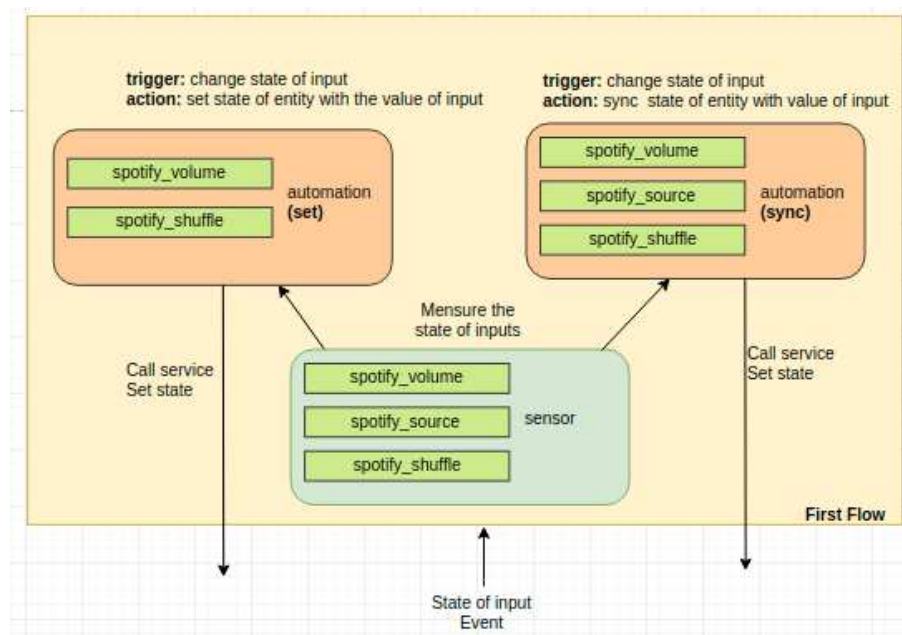 trigger: change state of input
action: set state of entity with the value of input
trigger: change state of input
action: sync state of entity with value of input
spotify_volume
spotify_shuffle
automation
(set)
spotify_volume
spotify_source
spotify_shuffle
automation
(sync)
Mensure the
state of inputs
Call service
Set state
Call service
Set state
spotify_volume
spotify_source
spotify_shuffle
sensor
First Flow
State of input
Event